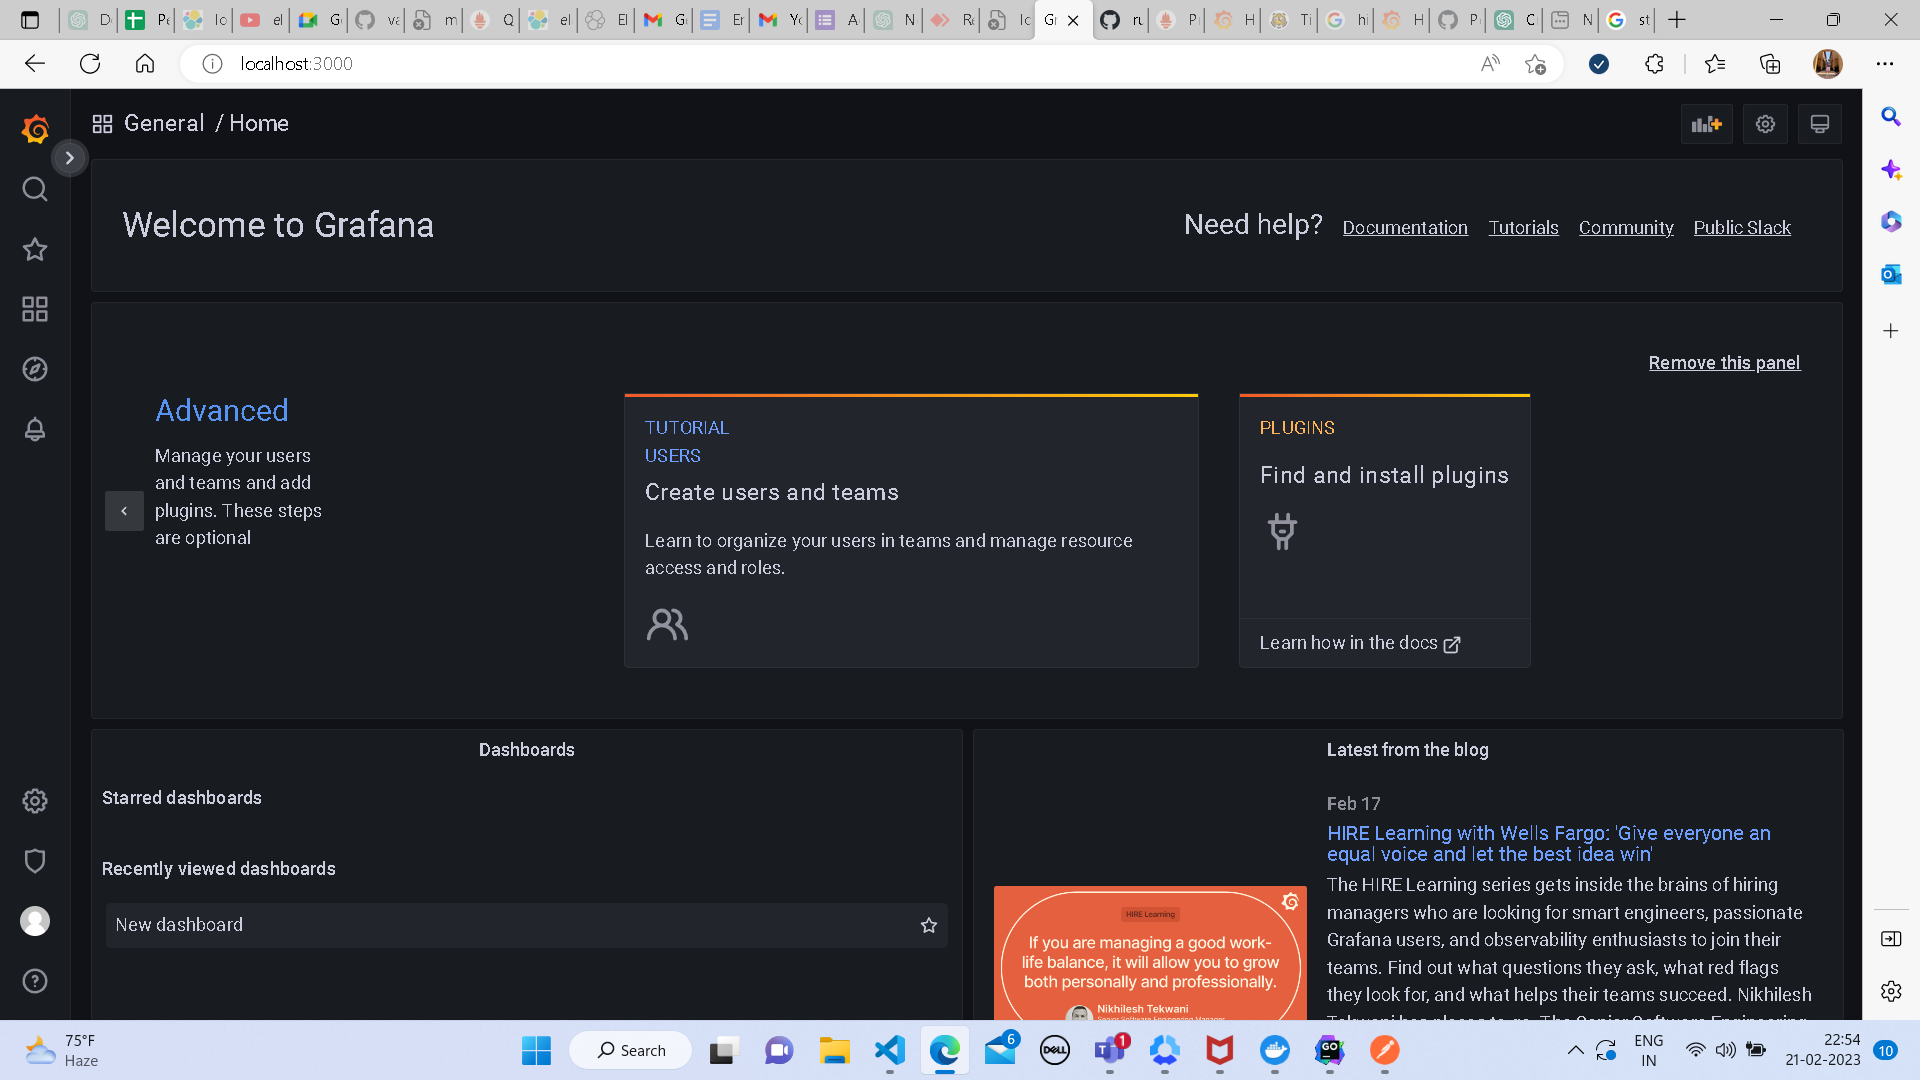 localhost:3000
General / Home
Welcome to Grafana
Need help? Documentation Tutorials Community Public Slack
Remove this panel
Advanced
Manage your users
and teams and add
plugins. These steps
are optional
TUTORIAL
USERS
Create users and teams
Learn to organize your users in teams and manage resource
access and roles.
PLUGINS
Find and install plugins
Learn how in the docs
Dashboards
Starred dashboards
Recently viewed dashboards
New dashboard
Latest from the blog
Feb 17
HIRE Learning with Wells Fargo: 'Give everyone an
equal voice and let the best idea win'
The HIRE Learning series gets inside the brains of hiring
managers who are looking for smart engineers, passionate
Grafana users, and observability enthusiasts to join their
teams. Find out what questions they ask, what red flags
they look for, and what helps their teams succeed. Nikhilesh
HIRE Learning
If you are managing a good work-
life balance, it will allow you to grow
both personally and professionally.
Nikhilesh Tekwani
75°F
Haze
Search
6
DELL
1
GO
ENG
IN
22:54
21-02-2023
10